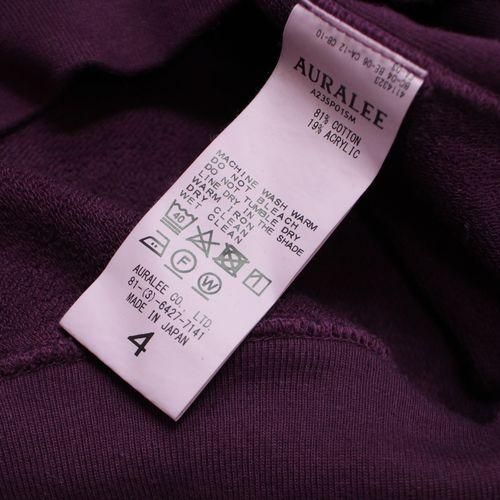 AURALEE
A23SP01SM
81% COTTON
19% ACRYLIC
MACHINE WASH WARM
DO NOT BLEACH
DO NOT TUMBLE DRY
LINE DRY IN THE SHADE
WARM IRON
DRY CLEAN
WET CLEAN
40
F
W
AURALEE CO., LTD.
81-(3)-6427-7141
MADE IN JAPAN
4
4114323